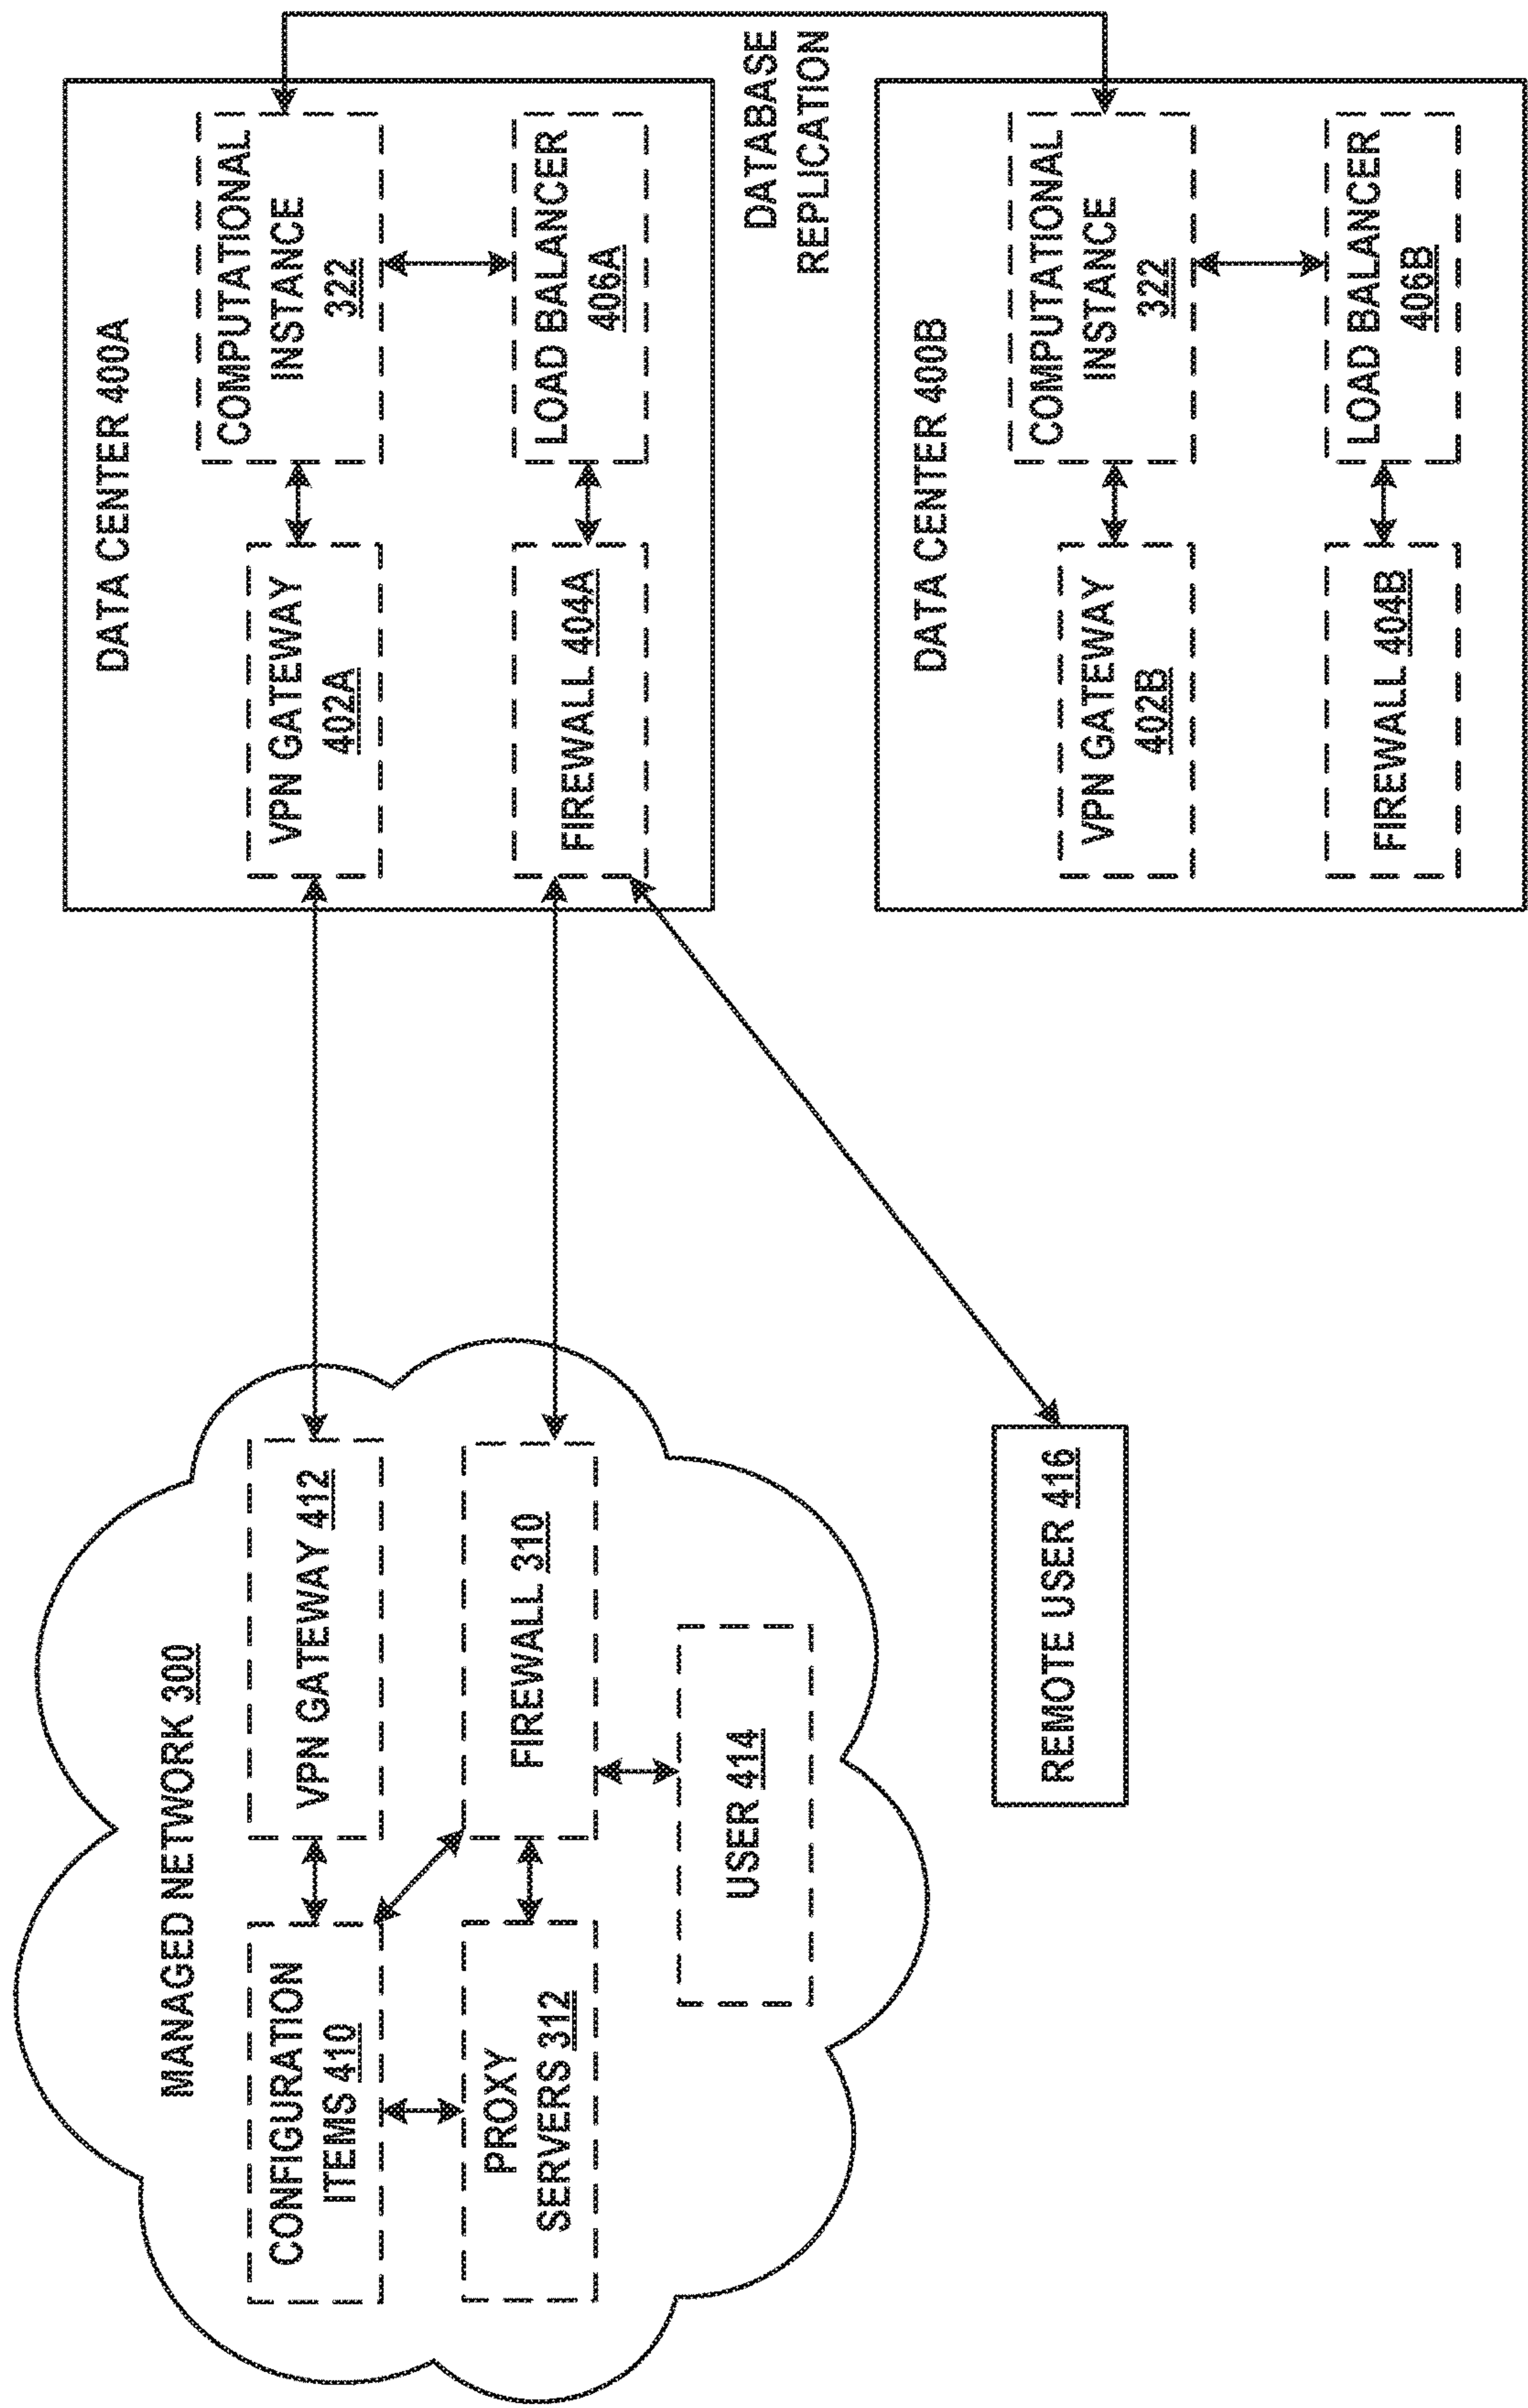 MANAGED NETWORK 300
CONFIGURATION
ITEMS 410
VPN GATEWAY 412
PROXY
SERVERS 312
FIREWALL 310
USER 414
REMOTE USER 416
DATA CENTER 400A
VPN GATEWAY
402A
COMPUTATIONAL
INSTANCE
322
FIREWALL 404A
LOAD BALANCER
406A
DATABASE
REPLICATION
DATA CENTER 400B
VPN GATEWAY
402B
COMPUTATIONAL
INSTANCE
322
FIREWALL 404B
LOAD BALANCER
406B